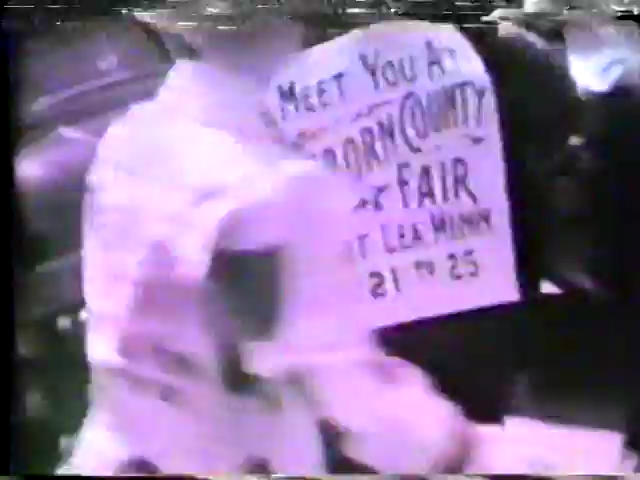 MEET YOU AT
BORN COUNTY
FAIR
T LEA MINN
21 TO 25